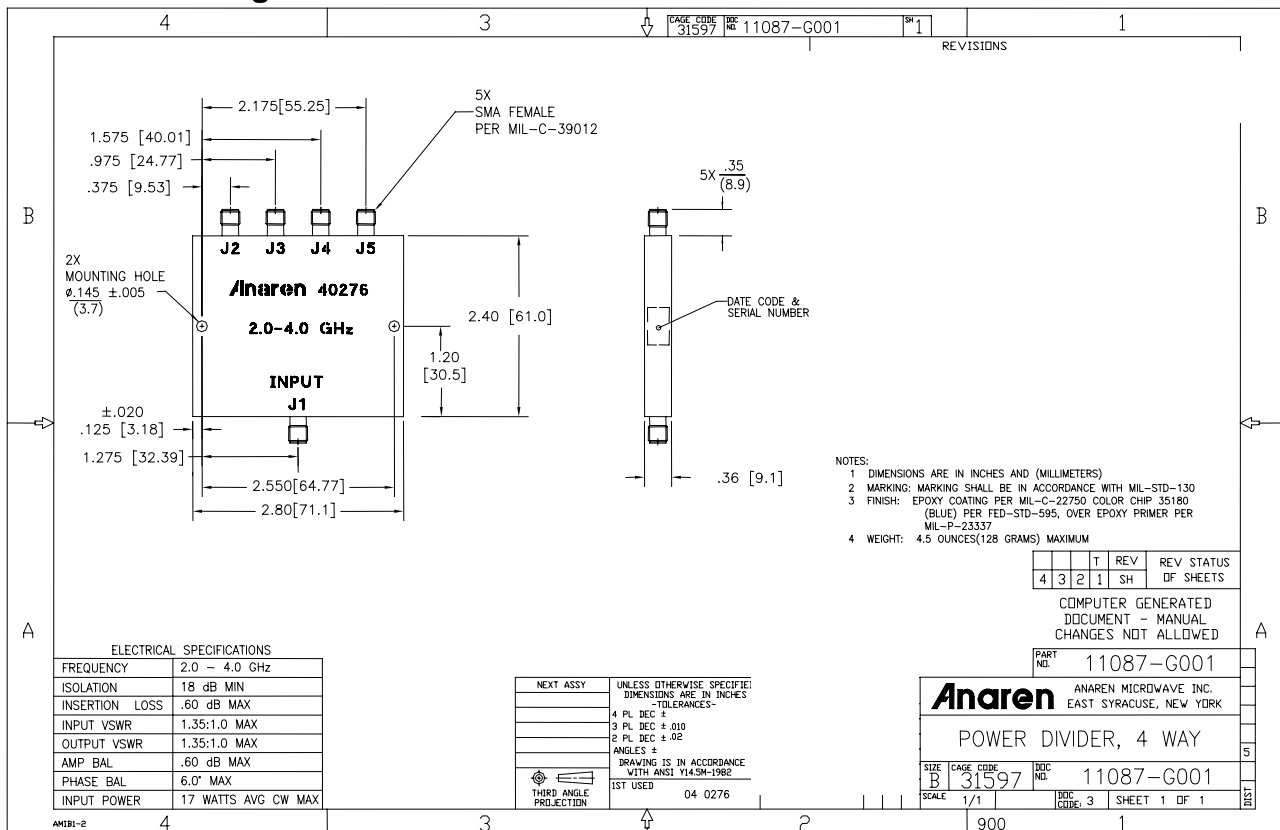 4 3 CAGE CODE 31597 DOC NO. 11087-G001 SH 1 1
REVISIONS
2.175[55.25]
1.575 [40.01]
.975 [24.77]
.375 [9.53]
5X
SMA FEMALE
PER MIL-C-39012
5X .35
(8.9)
B
B
J2 J3 J4 J5
2X
MOUNTING HOLE
ø.145 ±.005
(3.7)
Anaren 40276
2.0-4.0 GHz
INPUT
J1
2.40 [61.0]
1.20
[30.5]
DATE CODE &
SERIAL NUMBER
±.020
.125 [3.18]
1.275 [32.39]
2.550[64.77]
2.80[71.1]
.36 [9.1]
NOTES:
1 DIMENSIONS ARE IN INCHES AND (MILLIMETERS)
2 MARKING: MARKING SHALL BE IN ACCORDANCE WITH MIL-STD-130
3 FINISH: EPOXY COATING PER MIL-C-22750 COLOR CHIP 35180
(BLUE) PER FED-STD-595, OVER EPOXY PRIMER PER
MIL-P-23337
4 WEIGHT: 4.5 OUNCES(128 GRAMS) MAXIMUM
T REV REV STATUS
4 3 2 1 SH OF SHEETS
COMPUTER GENERATED
DOCUMENT - MANUAL
CHANGES NOT ALLOWED
A
A
ELECTRICAL SPECIFICATIONS
FREQUENCY 2.0 - 4.0 GHz
ISOLATION 18 dB MIN
INSERTION LOSS .60 dB MAX
INPUT VSWR 1.35:1.0 MAX
OUTPUT VSWR 1.35:1.0 MAX
AMP BAL .60 dB MAX
PHASE BAL 6.0° MAX
INPUT POWER 17 WATTS AVG CW MAX
NEXT ASSY
THIRD ANGLE
PROJECTION
UNLESS OTHERWISE SPECIFIE
DIMENSIONS ARE IN INCHES
-TOLERANCES-
4 PL DEC ±
3 PL DEC ± .010
2 PL DEC ± .02
ANGLES ±
DRAWING IS IN ACCORDANCE
WITH ANSI Y14.5M-1982
1ST USED
04 0276
PART NO. 11087-G001
Anaren
ANAREN MICROWAVE INC.
EAST SYRACUSE, NEW YORK
POWER DIVIDER, 4 WAY
SIZE B CAGE CODE 31597 DOC NO. 11087-G001
SCALE 1/1 DOC CODE: 3 SHEET 1 OF 1
5
DIST
AMIB1-2 4 3 2 900 1